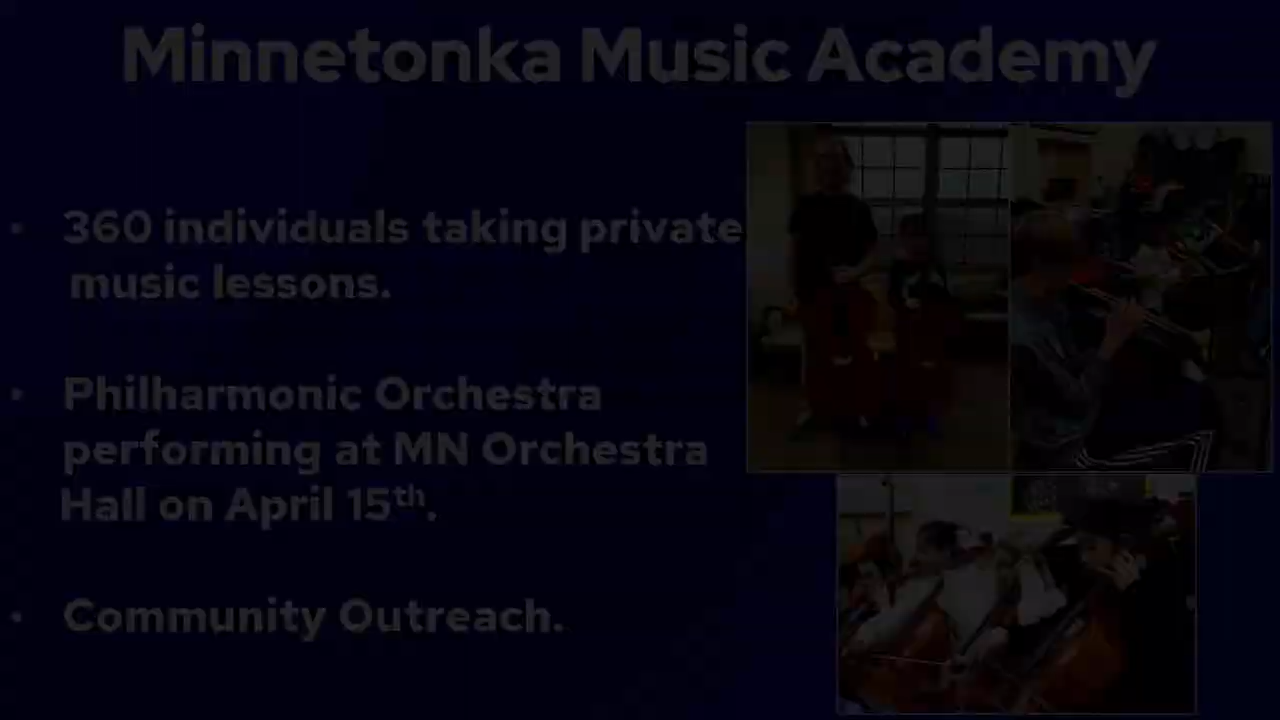 Minnetonka Music Academy
• 360 individuals taking private
music lessons.
• Philharmonic Orchestra
performing at MN Orchestra
Hall on April 15th.
• Community Outreach.